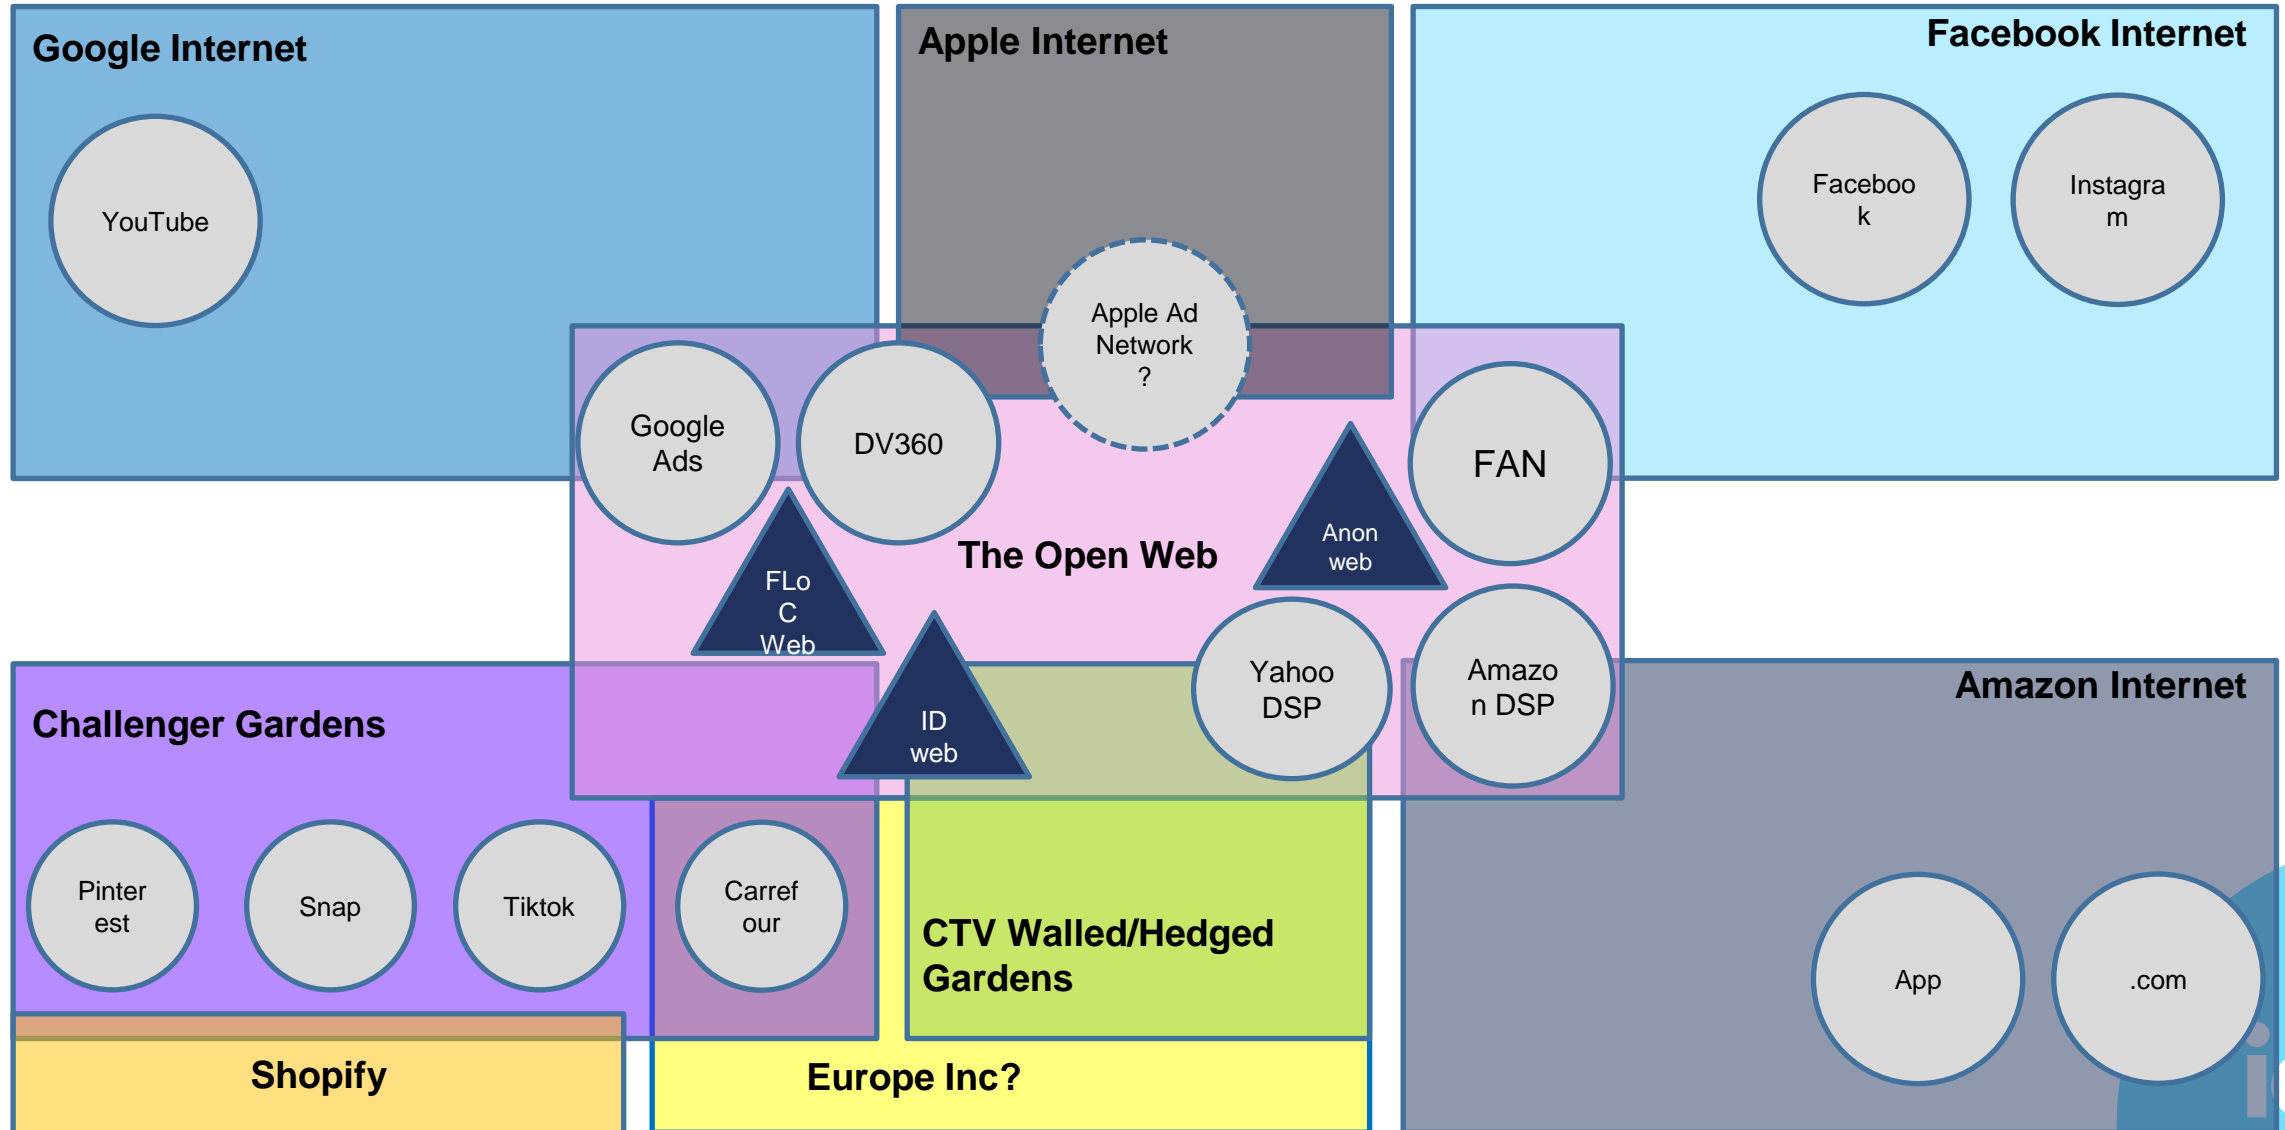 Google Internet
Apple Internet
Facebook Internet
YouTube
Faceboo
k
Instagra
m
Apple Ad
Network
?
Google
Ads
DV360
FAN
The Open Web
Anon
web
FLo
C
Web
ID
web
Yahoo
DSP
Amazo
n DSP
Amazon Internet
Challenger Gardens
Pinter
est
Snap
Tiktok
Carref
our
CTV Walled/Hedged
Gardens
App
.com
Shopify
Europe Inc?